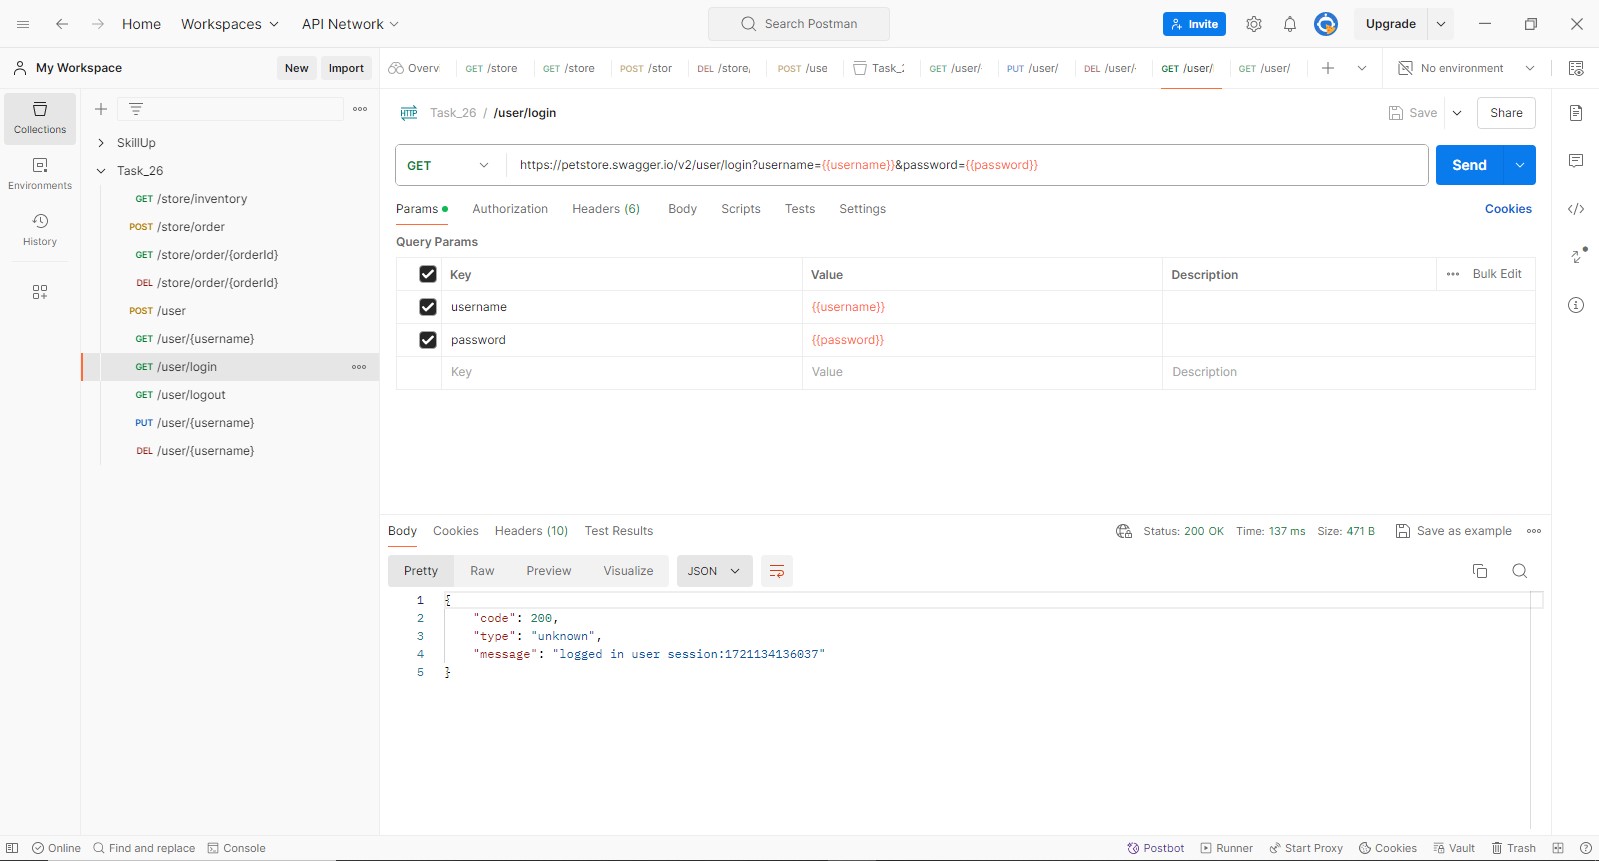 Home Workspaces API Network Search Postman Invite Upgrade
My Workspace New Import Overv GET /store GET /store POST /stor DEL /store, POST /use Task_2 GET /user/ PUT /user/ DEL /user/ GET /user/ GET /user/ No environment
Collections
Environments
History
SkillUp
Task_26
GET /store/inventory
POST /store/order
GET /store/order/{orderId}
DEL /store/order/{orderId}
POST /user
GET /user/{username}
GET /user/login
GET /user/logout
PUT /user/{username}
DEL /user/{username}
HTTP Task_26 / /user/login Save Share
GET https://petstore.swagger.io/v2/user/login?username={{username}}&password={{password}} Send
Params Authorization Headers (6) Body Scripts Tests Settings Cookies
Query Params
Key Value Description Bulk Edit
username {{username}}
password {{password}}
Key Value Description
Body Cookies Headers (10) Test Results Status: 200 OK Time: 137 ms Size: 471 B Save as example
Pretty Raw Preview Visualize JSON
1 {
2 "code": 200,
3 "type": "unknown",
4 "message": "logged in user session:1721134136037"
5 }
Online Find and replace Console Postbot Runner Start Proxy Cookies Vault Trash